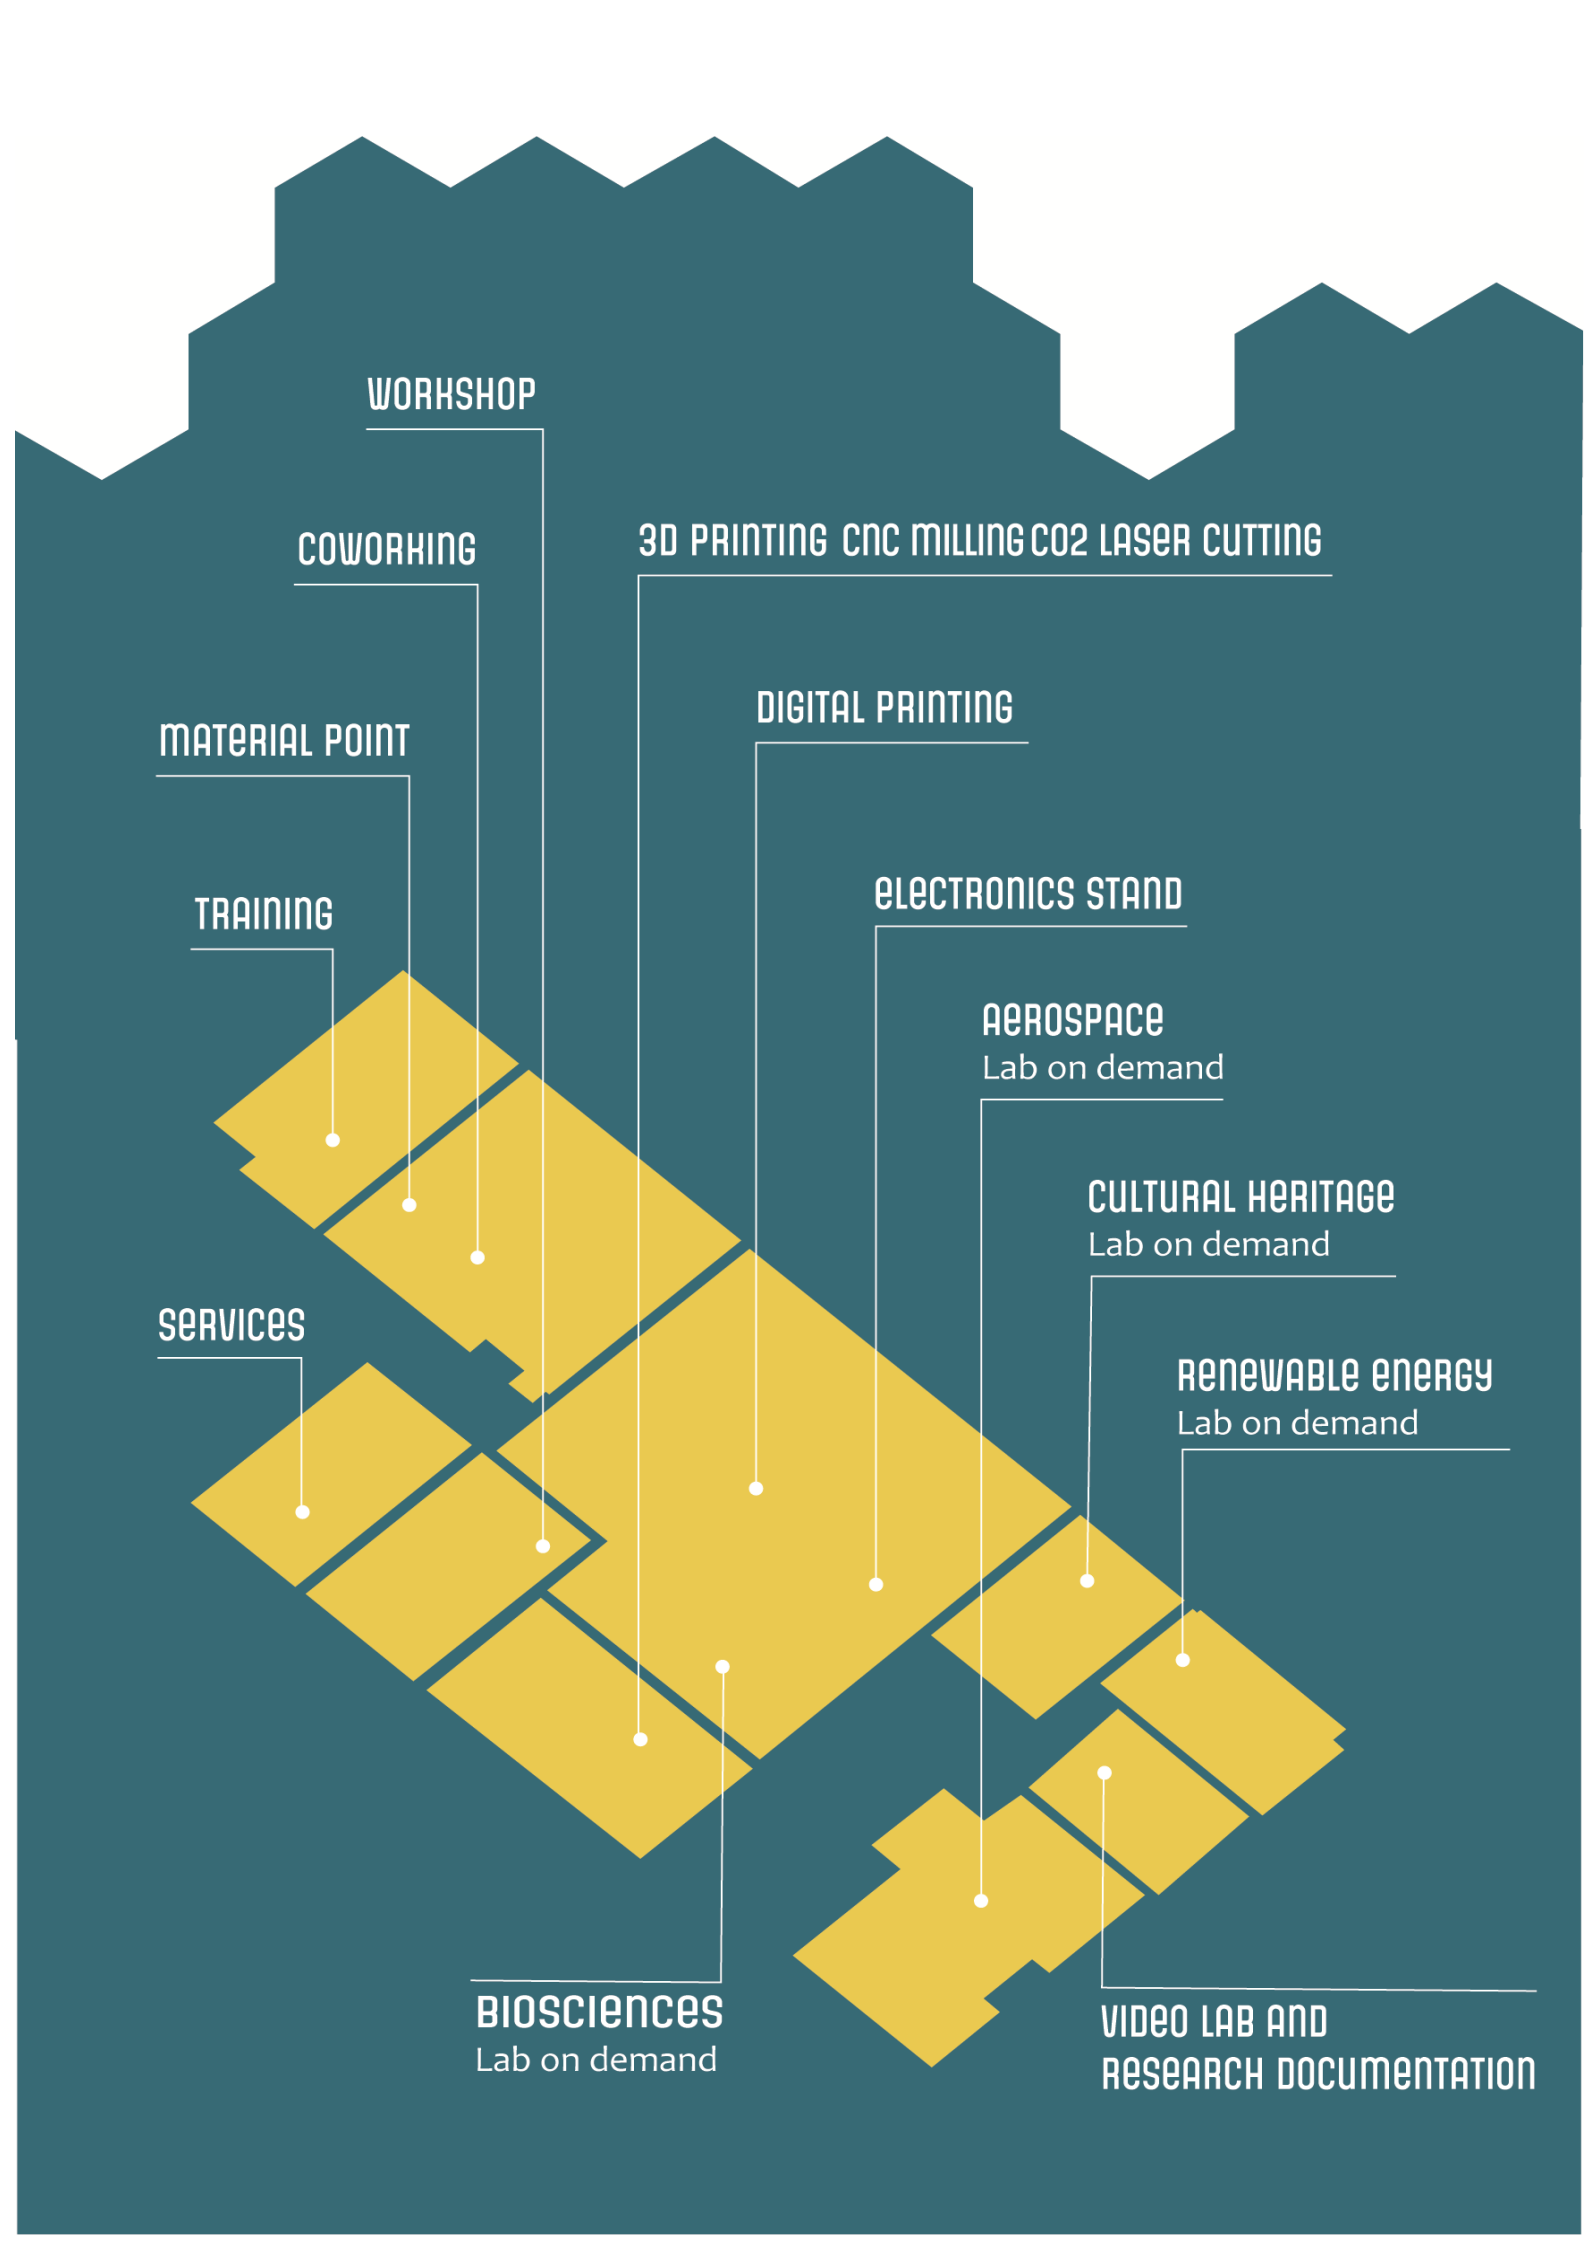 WORKSHOP
COWORKING
3D PRINTING CNC MILLING CO2 LASER CUTTING
DIGITAL PRINTING
MATERIAL POINT
ELECTRONICS STAND
TRAINING
AEROSPACE
Lab on demand
CULTURAL HERITAGE
Lab on demand
SERVICES
RENEWABLE ENERGY
Lab on demand
BIOSCIENCES
Lab on demand
VIDEO LAB AND
RESEARCH DOCUMENTATION